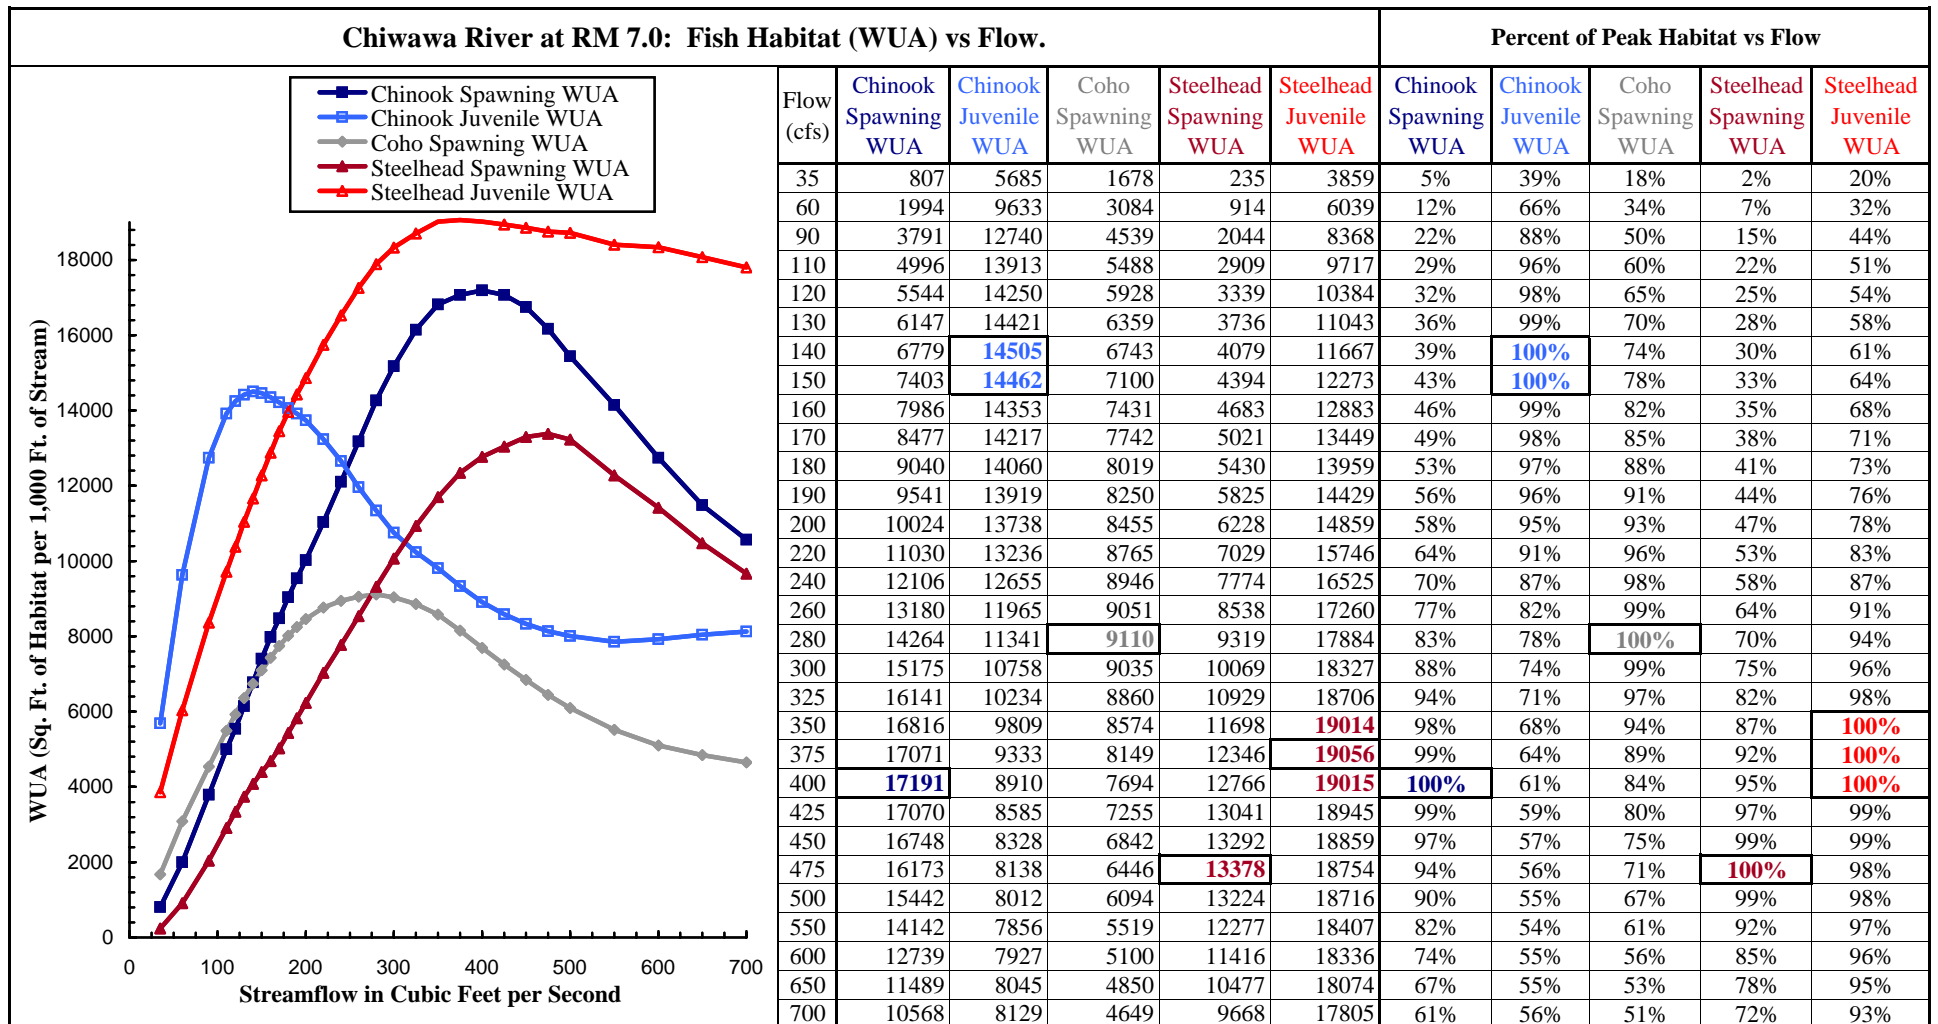 Chiwawa River at RM 7.0: Fish Habitat (WUA) vs Flow.
Percent of Peak Habitat vs Flow
Chinook Spawning WUA
Chinook Juvenile WUA
Coho Spawning WUA
Steelhead Spawning WUA
Steelhead Juvenile WUA
WUA (Sq. Ft. of Habitat per 1,000 Ft. of Stream)
18000
16000
14000
12000
10000
8000
6000
4000
2000
0
0 100 200 300 400 500 600 700
Streamflow in Cubic Feet per Second
Chinook Chinook Coho Steelhead Steelhead Chinook Chinook Coho Steelhead Steelhead
Flow Spawning Juvenile Spawning Spawning Juvenile Spawning Juvenile Spawning Spawning Juvenile
(cfs) WUA WUA WUA WUA WUA WUA WUA WUA WUA WUA
35 807 5685 1678 235 3859 5% 39% 18% 2% 20%
60 1994 9633 3084 914 6039 12% 66% 34% 7% 32%
90 3791 12740 4539 2044 8368 22% 88% 50% 15% 44%
110 4996 13913 5488 2909 9717 29% 96% 60% 22% 51%
120 5544 14250 5928 3339 10384 32% 98% 65% 25% 54%
130 6147 14421 6359 3736 11043 36% 99% 70% 28% 58%
140 6779 14505 6743 4079 11667 39% 100% 74% 30% 61%
150 7403 14462 7100 4394 12273 43% 100% 78% 33% 64%
160 7986 14353 7431 4683 12883 46% 99% 82% 35% 68%
170 8477 14217 7742 5021 13449 49% 98% 85% 38% 71%
180 9040 14060 8019 5430 13959 53% 97% 88% 41% 73%
190 9541 13919 8250 5825 14429 56% 96% 91% 44% 76%
200 10024 13738 8455 6228 14859 58% 95% 93% 47% 78%
220 11030 13236 8765 7029 15746 64% 91% 96% 53% 83%
240 12106 12655 8946 7774 16525 70% 87% 98% 58% 87%
260 13180 11965 9051 8538 17260 77% 82% 99% 64% 91%
280 14264 11341 9110 9319 17884 83% 78% 100% 70% 94%
300 15175 10758 9035 10069 18327 88% 74% 99% 75% 96%
325 16141 10234 8860 10929 18706 94% 71% 97% 82% 98%
350 16816 9809 8574 11698 19014 98% 68% 94% 87% 100%
375 17071 9333 8149 12346 19056 99% 64% 89% 92% 100%
400 17191 8910 7694 12766 19015 100% 61% 84% 95% 100%
425 17070 8585 7255 13041 18945 99% 59% 80% 97% 99%
450 16748 8328 6842 13292 18859 97% 57% 75% 99% 99%
475 16173 8138 6446 13378 18754 94% 56% 71% 100% 98%
500 15442 8012 6094 13224 18716 90% 55% 67% 99% 98%
550 14142 7856 5519 12277 18407 82% 54% 61% 92% 97%
600 12739 7927 5100 11416 18336 74% 55% 56% 85% 96%
650 11489 8045 4850 10477 18074 67% 55% 53% 78% 95%
700 10568 8129 4649 9668 17805 61% 56% 51% 72% 93%